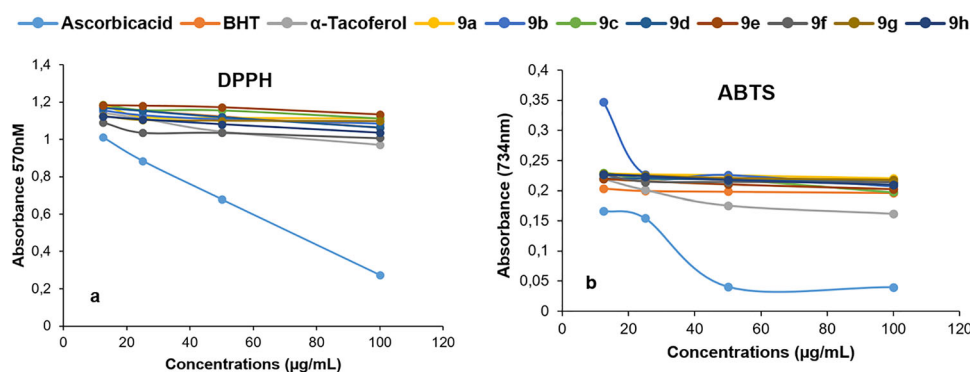 Ascorbicacid BHT α-Tacoferol 9a 9b 9c 9d 9e 9f 9g 9h
DPPH
Absorbance 570nM
1,4
1,2
1
0,8
0,6
0,4
0,2
0
0 20 40 60 80 100 120
Concentrations (µg/mL)
a
ABTS
Absorbance (734nm)
0,4
0,35
0,3
0,25
0,2
0,15
0,1
0,05
0
0 20 40 60 80 100 120
Concentrations (µg/mL)
b